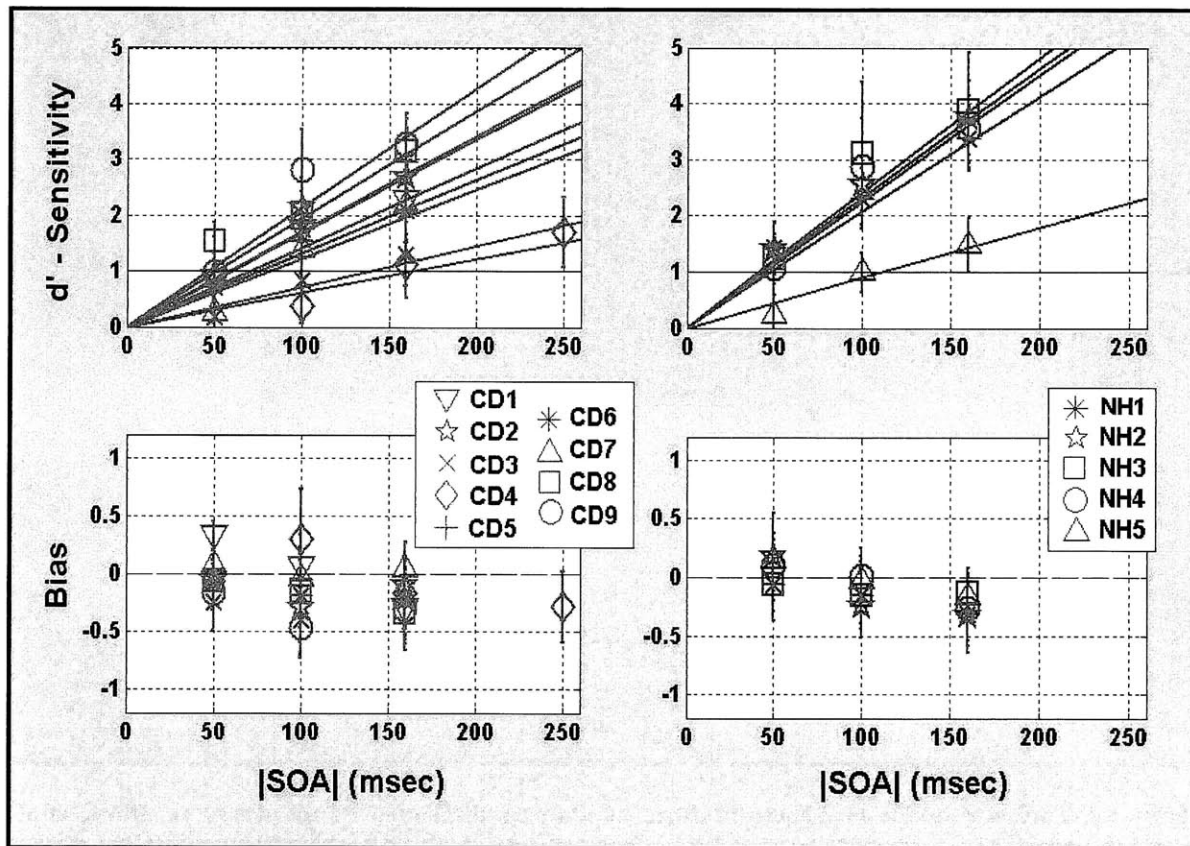 d' - Sensitivity
5
4
3
2
1
0
0 50 100 150 200 250
5
4
3
2
1
0
0 50 100 150 200 250
CD1
CD2
CD3
CD4
CD5
CD6
CD7
CD8
CD9
NH1
NH2
NH3
NH4
NH5
Bias
1
0.5
0
-0.5
-1
0 50 100 150 200 250
|SOA| (msec)
1
0.5
0
-0.5
-1
0 50 100 150 200 250
|SOA| (msec)